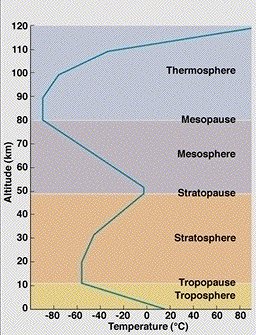 120
110
100
90
80
70
60
50
40
30
20
10
0
Altitude (km)
Thermosphere
Mesopause
Mesosphere
Stratopause
Stratosphere
Tropopause
Troposphere
-80 -60 -40 -20 0 20 40 60 80
Temperature (°C)